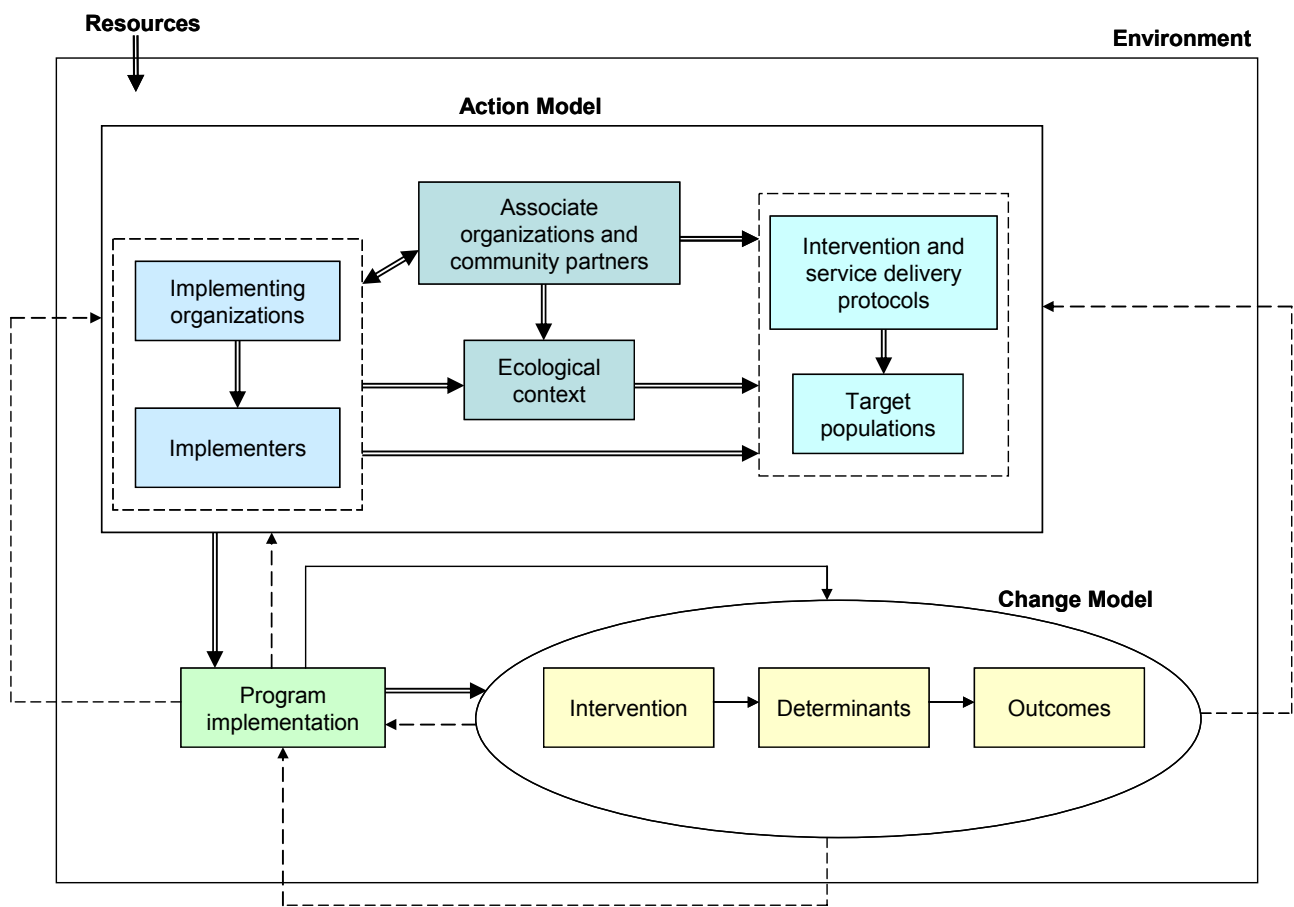 Resources
Environment
Action Model
Associate
organizations and
community partners
Intervention and
service delivery
protocols
Implementing
organizations
Ecological
context
Target
populations
Implementers
Change Model
Program
implementation
Intervention
Determinants
Outcomes